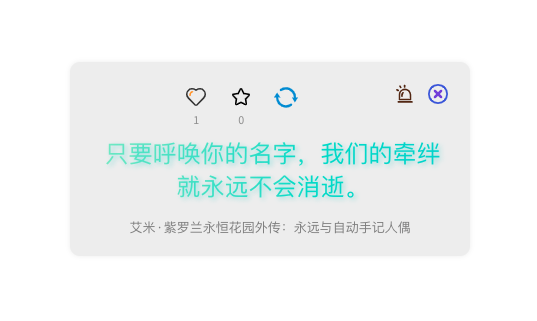 1
0
只要呼唤你的名字，我们的牵绊
就永远不会消逝。
艾米·紫罗兰永恒花园外传：永远与自动手记人偶